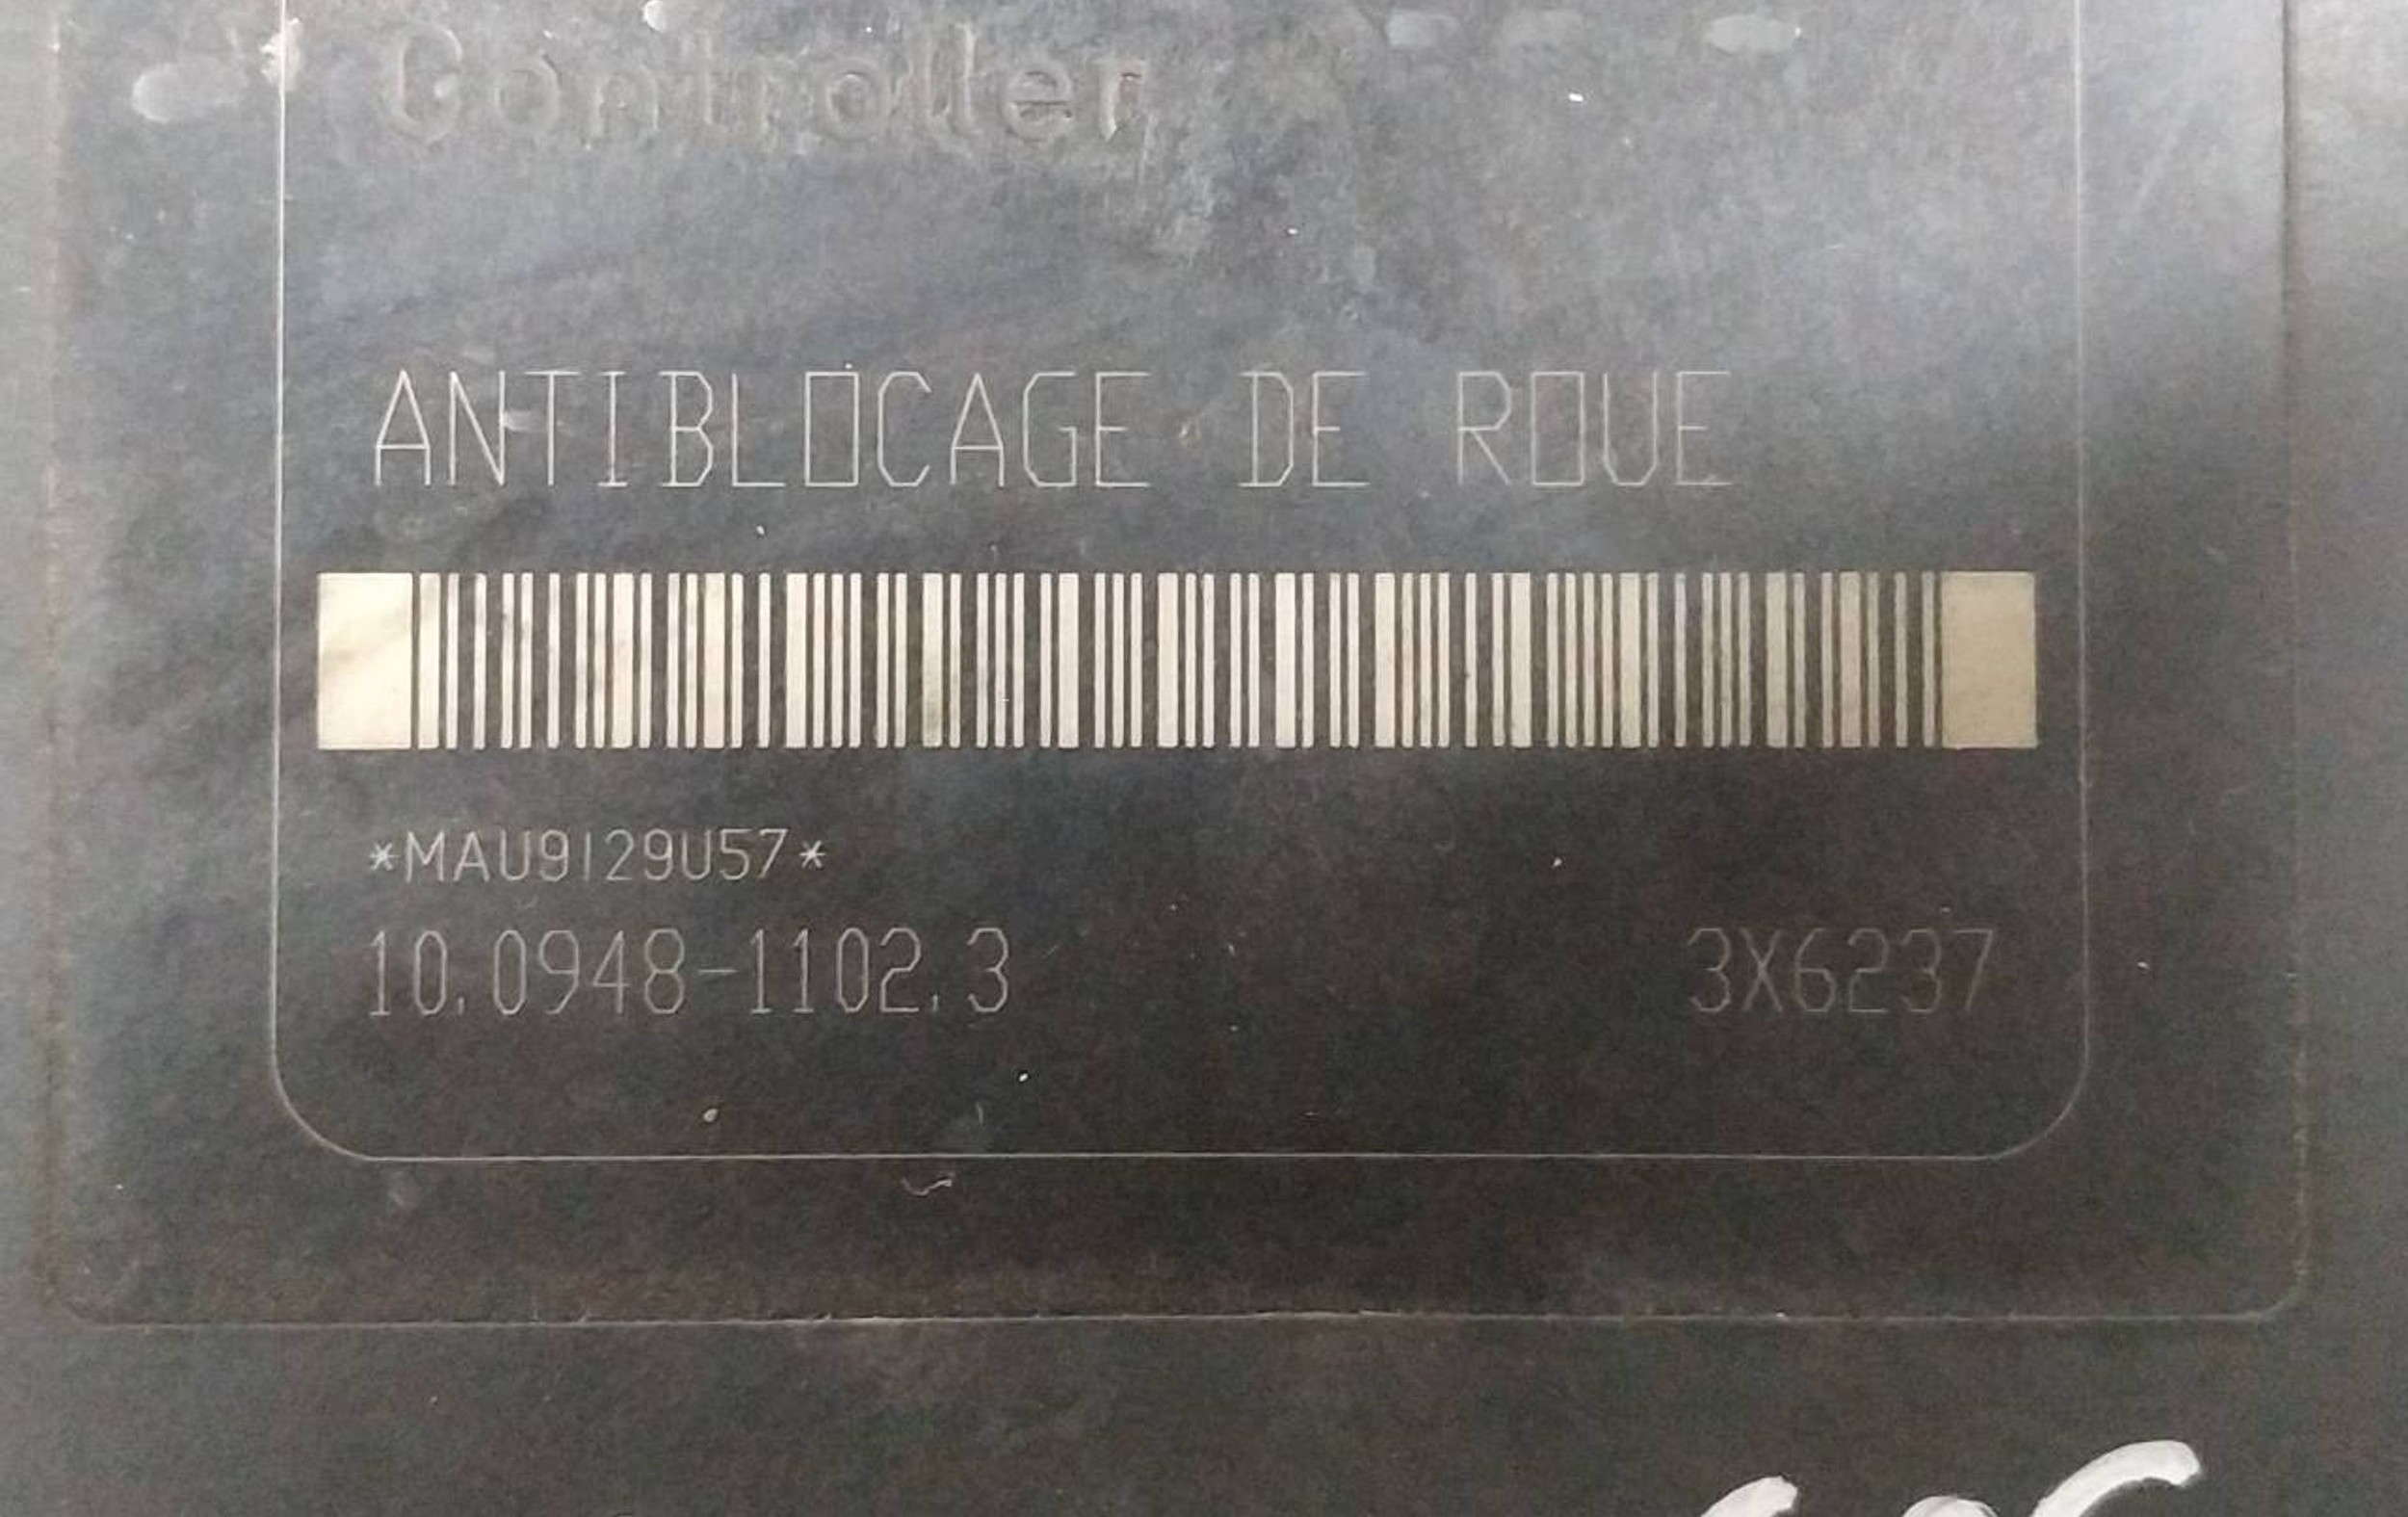 Controller
ANTIBLOCAGE DE ROUE
*MAU9129U57*
10.0948-1102.3 3X6237